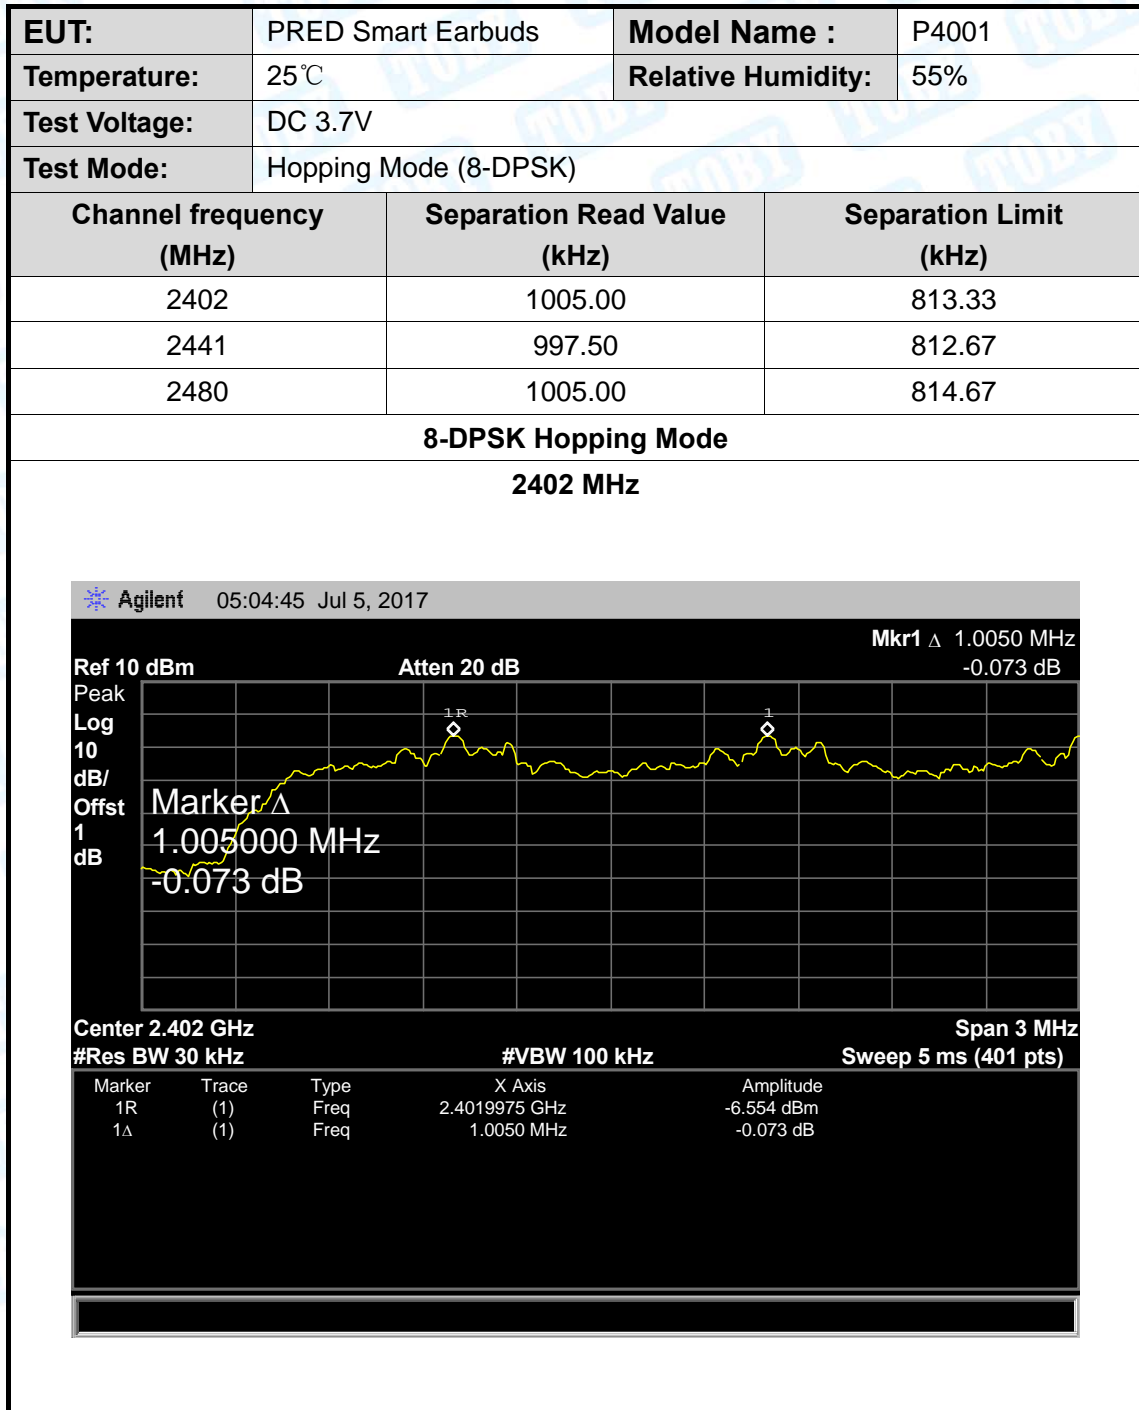 EUT: PRED Smart Earbuds Model Name : P4001
Temperature: 25℃ Relative Humidity: 55%
Test Voltage: DC 3.7V
Test Mode: Hopping Mode (8-DPSK)
Channel frequency Separation Read Value Separation Limit
(MHz) (kHz) (kHz)
2402 1005.00 813.33
2441 997.50 812.67
2480 1005.00 814.67
8-DPSK Hopping Mode
2402 MHz
Agilent 05:04:45 Jul 5, 2017
Mkr1 Δ 1.0050 MHz
Ref 10 dBm Atten 20 dB -0.073 dB
Peak
Log
10
dB/
Offst
1
dB
1R 1
Marker Δ
1.005000 MHz
-0.073 dB
Center 2.402 GHz Span 3 MHz
#Res BW 30 kHz #VBW 100 kHz Sweep 5 ms (401 pts)
Marker Trace Type X Axis Amplitude
1R (1) Freq 2.4019975 GHz -6.554 dBm
1Δ (1) Freq 1.0050 MHz -0.073 dB
TOBY